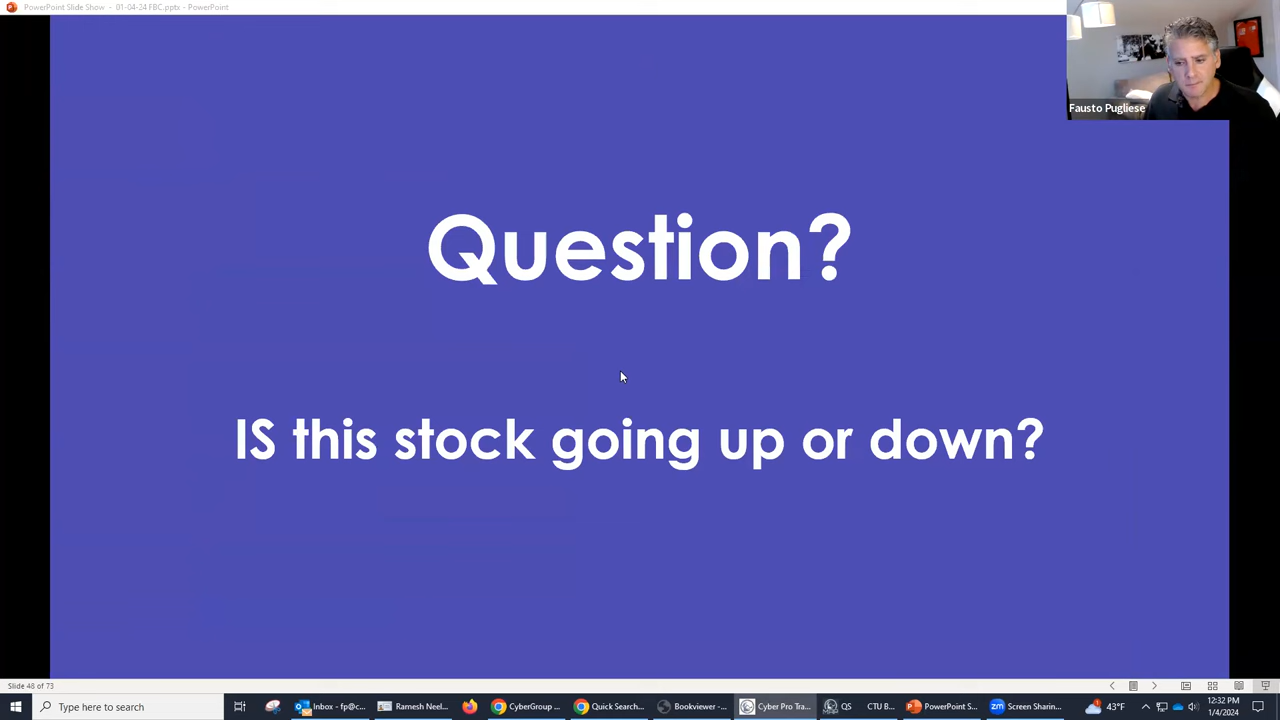 PowerPoint Slide Show - 01-04-24 FBC.pptx - PowerPoint
Fausto Pugliese
Question?
IS this stock going up or down?
Slide 48 of 73
Type here to search
Inbox - fp@c...
Ramesh Neel...
CyberGroup ...
Quick Search...
Bookviewer -...
Cyber Pro Tra...
QS
CTU B...
PowerPoint S...
Screen Sharin...
43°F
12:32 PM
1/4/2024